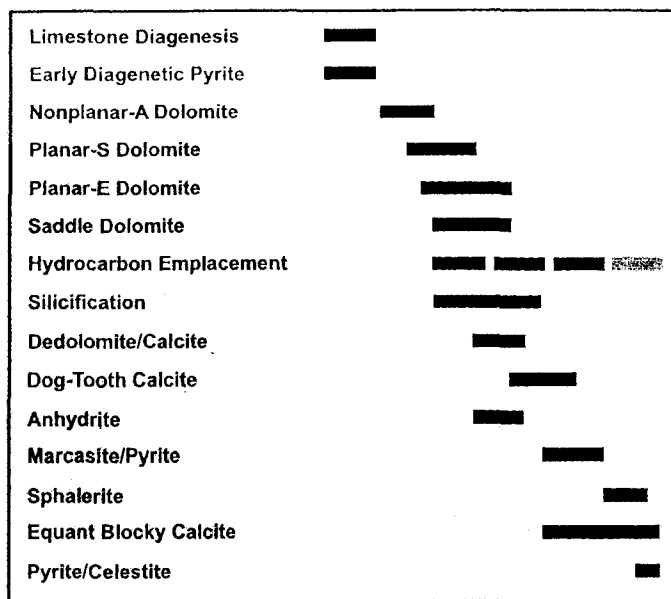 Limestone Diagenesis
Early Diagenetic Pyrite
Nonplanar-A Dolomite
Planar-S Dolomite
Planar-E Dolomite
Saddle Dolomite
Hydrocarbon Emplacement
Silicification
Dedolomite/Calcite
Dog-Tooth Calcite
Anhydrite
Marcasite/Pyrite
Sphalerite
Equant Blocky Calcite
Pyrite/Celestite